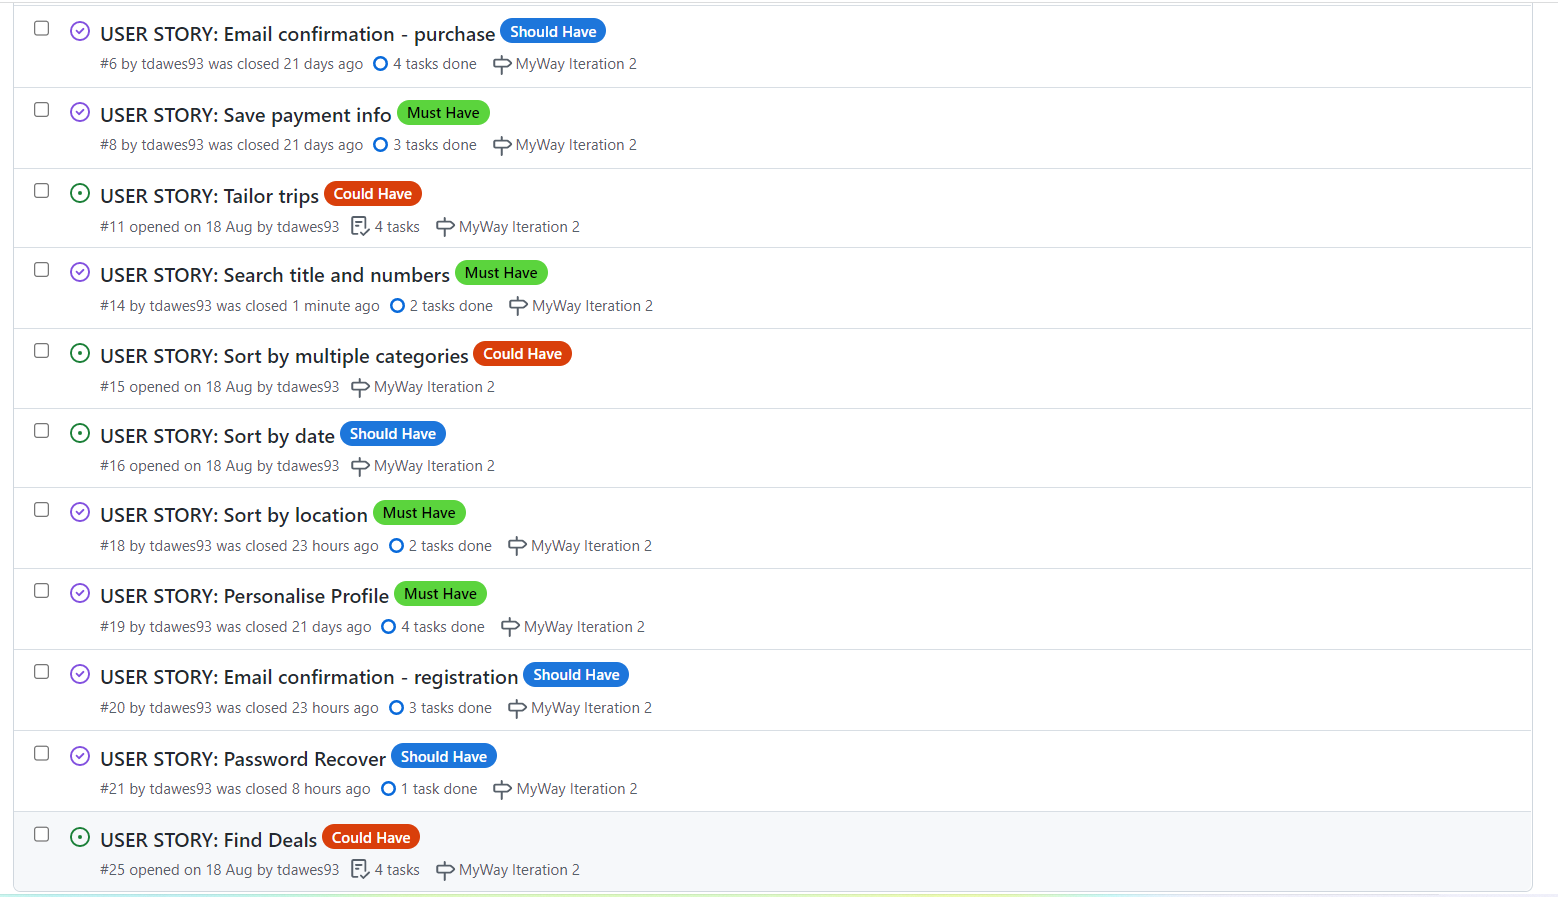 USER STORY: Email confirmation - purchase Should Have
#6 by tdawes93 was closed 21 days ago 4 tasks done MyWay Iteration 2
USER STORY: Save payment info Must Have
#8 by tdawes93 was closed 21 days ago 3 tasks done MyWay Iteration 2
USER STORY: Tailor trips Could Have
#11 opened on 18 Aug by tdawes93 4 tasks MyWay Iteration 2
USER STORY: Search title and numbers Must Have
#14 by tdawes93 was closed 1 minute ago 2 tasks done MyWay Iteration 2
USER STORY: Sort by multiple categories Could Have
#15 opened on 18 Aug by tdawes93 MyWay Iteration 2
USER STORY: Sort by date Should Have
#16 opened on 18 Aug by tdawes93 MyWay Iteration 2
USER STORY: Sort by location Must Have
#18 by tdawes93 was closed 23 hours ago 2 tasks done MyWay Iteration 2
USER STORY: Personalise Profile Must Have
#19 by tdawes93 was closed 21 days ago 4 tasks done MyWay Iteration 2
USER STORY: Email confirmation - registration Should Have
#20 by tdawes93 was closed 23 hours ago 3 tasks done MyWay Iteration 2
USER STORY: Password Recover Should Have
#21 by tdawes93 was closed 8 hours ago 1 task done MyWay Iteration 2
USER STORY: Find Deals Could Have
#25 opened on 18 Aug by tdawes93 4 tasks MyWay Iteration 2